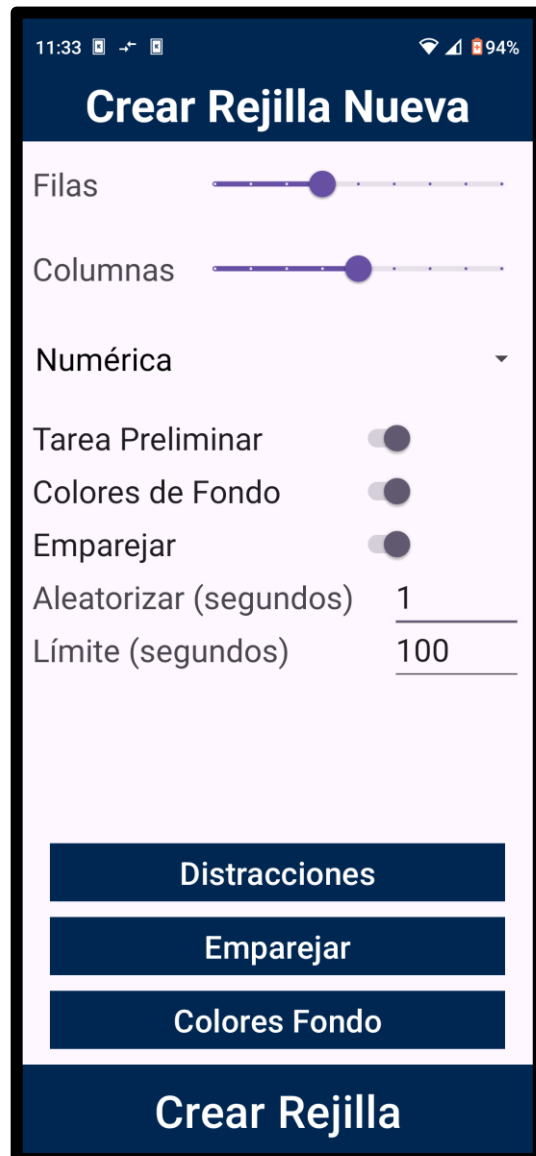 11:33 94%
Crear Rejilla Nueva
Filas
Columnas
Numérica
Tarea Preliminar
Colores de Fondo
Emparejar
Aleatorizar (segundos) 1
Límite (segundos) 100
Distracciones
Emparejar
Colores Fondo
Crear Rejilla